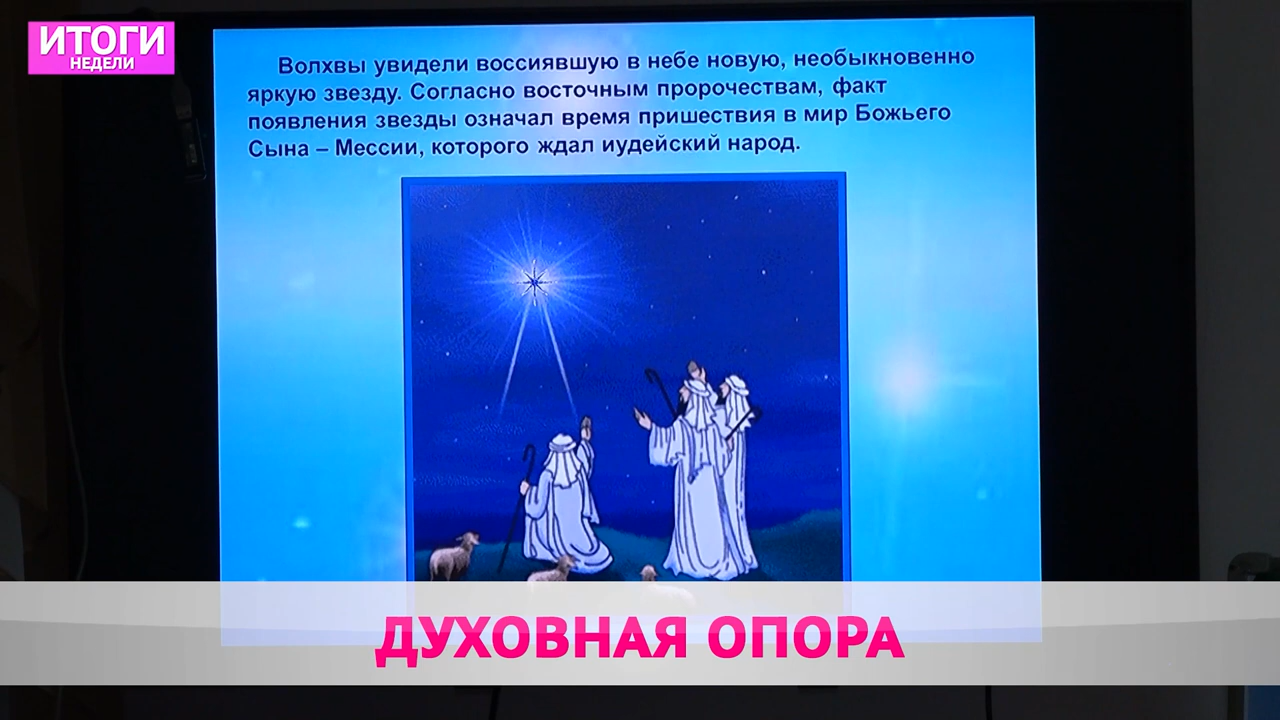 ИТОГИ
НЕДЕЛИ
Волхвы увидели воссиявшую в небе новую, необыкновенно
яркую звезду. Согласно восточным пророчествам, факт
появления звезды означал время пришествия в мир Божьего
Сына – Мессии, которого ждал иудейский народ.
ДУХОВНАЯ ОПОРА